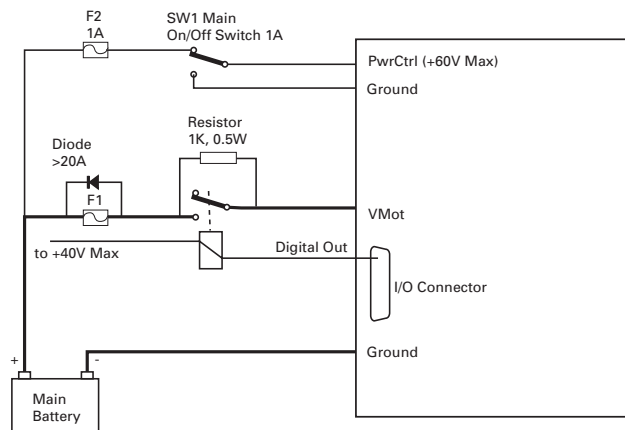 F2
1A
SW1 Main
On/Off Switch 1A
PwrCtrl (+60V Max)
Ground
Resistor
1K, 0.5W
Diode
>20A
F1
VMot
to +40V Max
Digital Out
I/O Connector
Ground
+
-
Main
Battery